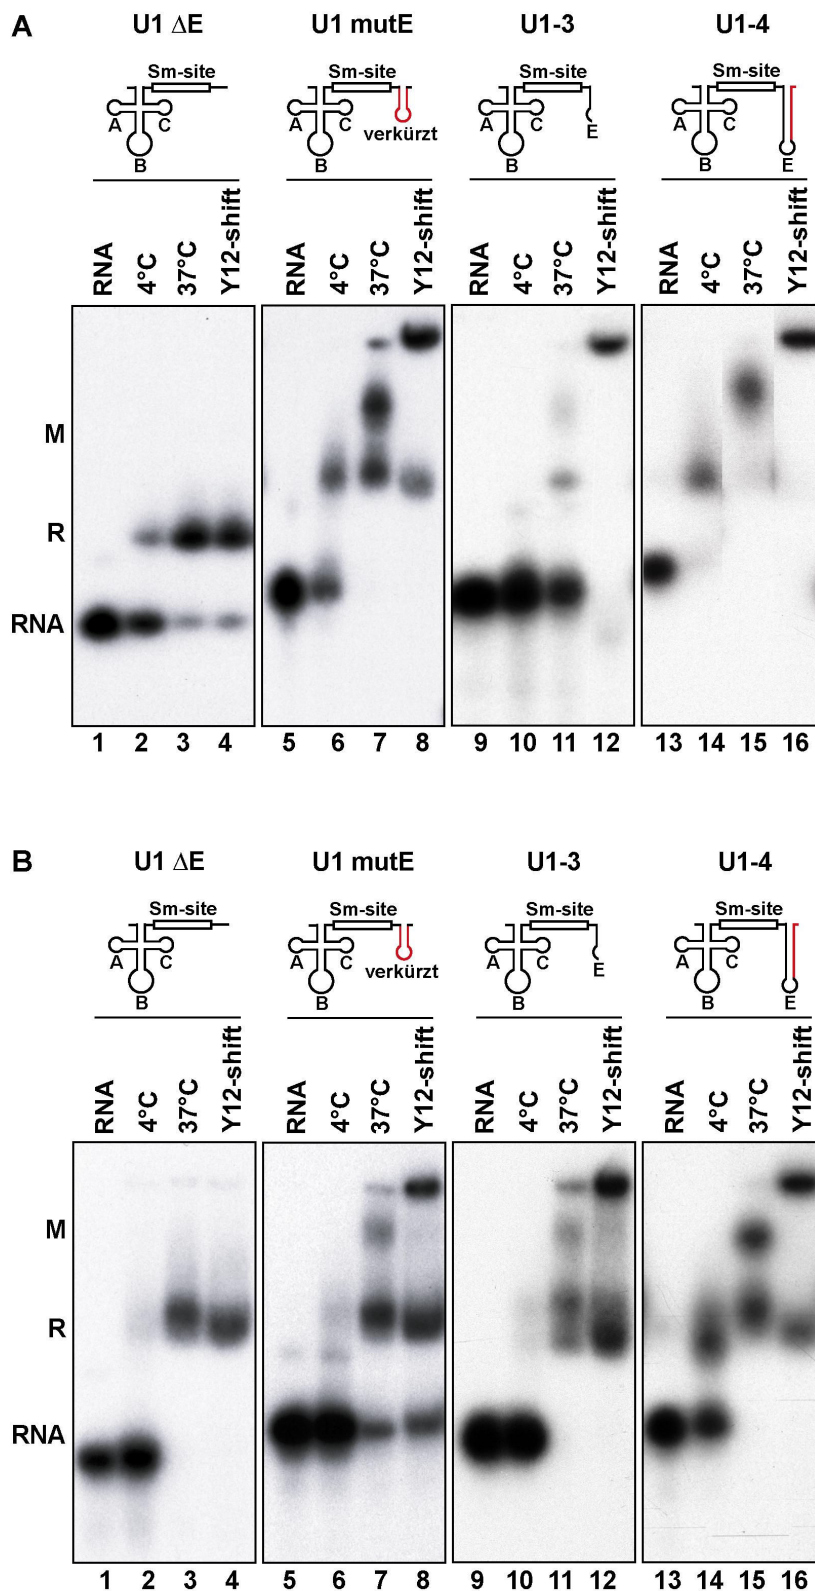 A
U1 ΔE U1 mutE U1-3 U1-4
Sm-site Sm-site Sm-site Sm-site
A C A C A C A C
verkürzt E
B B B B E
RNA 4°C 37°C Y12-shift RNA 4°C 37°C Y12-shift RNA 4°C 37°C Y12-shift RNA 4°C 37°C Y12-shift
M
R
RNA
1 2 3 4 5 6 7 8 9 10 11 12 13 14 15 16
B
U1 ΔE U1 mutE U1-3 U1-4
Sm-site Sm-site Sm-site Sm-site
A C A C A C A C
verkürzt E
B B B B E
RNA 4°C 37°C Y12-shift RNA 4°C 37°C Y12-shift RNA 4°C 37°C Y12-shift RNA 4°C 37°C Y12-shift
M
R
RNA
1 2 3 4 5 6 7 8 9 10 11 12 13 14 15 16